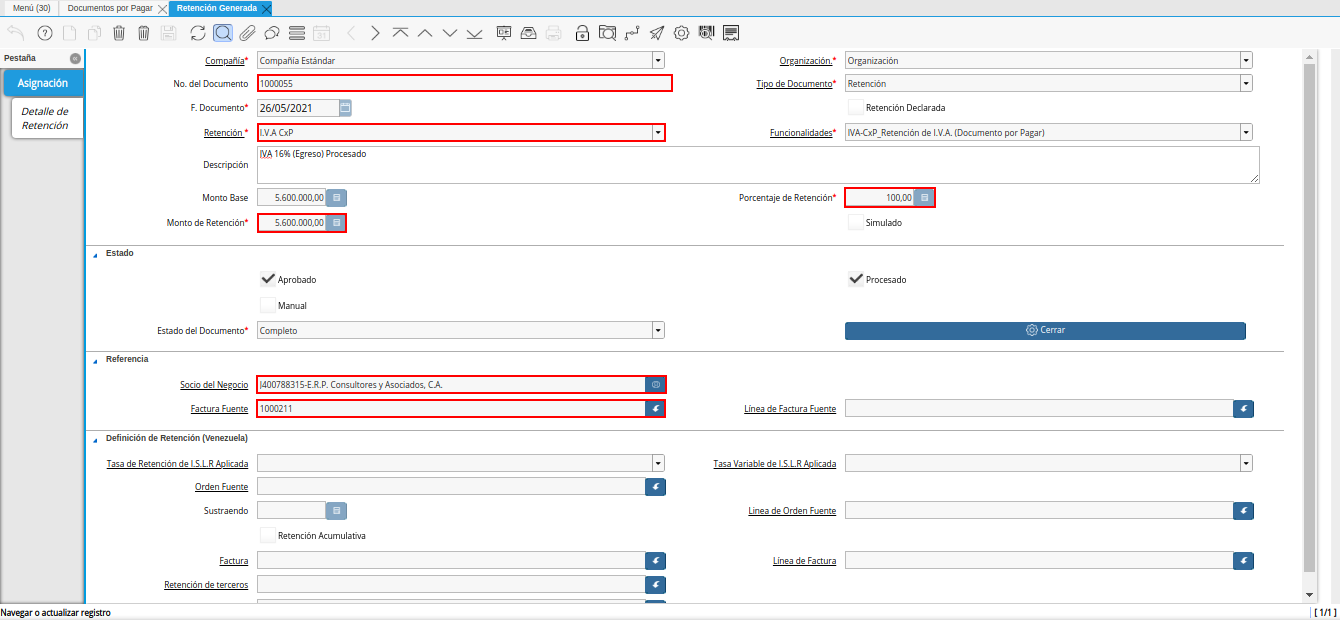 Menú (30) Documentos por Pagar Retención Generada
31
Pestaña
Asignación
Detalle de
Retención
Compañía* Compañía Estándar Organización.* Organización
No. del Documento 1000055 Tipo de Documento* Retención
F. Documento* 26/05/2021 Retención Declarada
Retención * I.V.A CxP Funcionalidades* IVA-CxP_Retención de I.V.A. (Documento por Pagar)
Descripción IVA 16% (Egreso) Procesado
Monto Base 5.600.000,00 Porcentaje de Retención* 100,00
Monto de Retención* 5.600.000,00 Simulado
Estado
Aprobado Procesado
Manual
Estado del Documento* Completo Cerrar
Referencia
Socio del Negocio J400788315-E.R.P. Consultores y Asociados, C.A.
Factura Fuente 1000211 Línea de Factura Fuente
Definición de Retención (Venezuela)
Tasa de Retención de I.S.L.R Aplicada Tasa Variable de I.S.L.R Aplicada
Orden Fuente
Sustraendo Linea de Orden Fuente
Retención Acumulativa
Factura Línea de Factura
Retención de terceros
Navegar o actualizar registro [ 1/1 ]